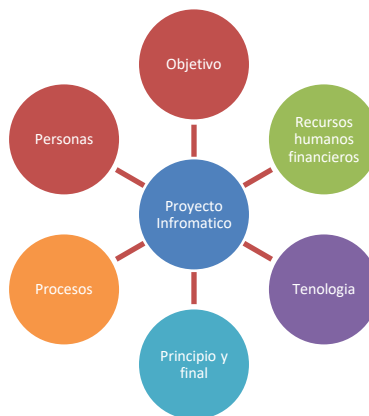 Objetivo
Recursos
humanos
financieros
Personas
Proyecto
Infromatico
Procesos
Tenologia
Principio y
final